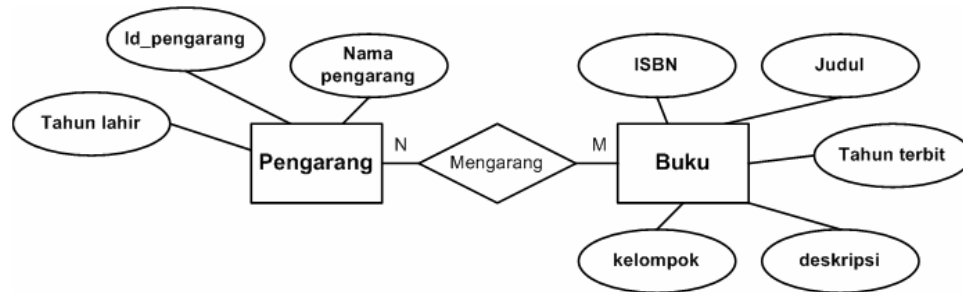 Id_pengarang
Nama
pengarang
ISBN
Judul
Tahun lahir
Pengarang
N
Mengarang
M
Buku
Tahun terbit
kelompok
deskripsi